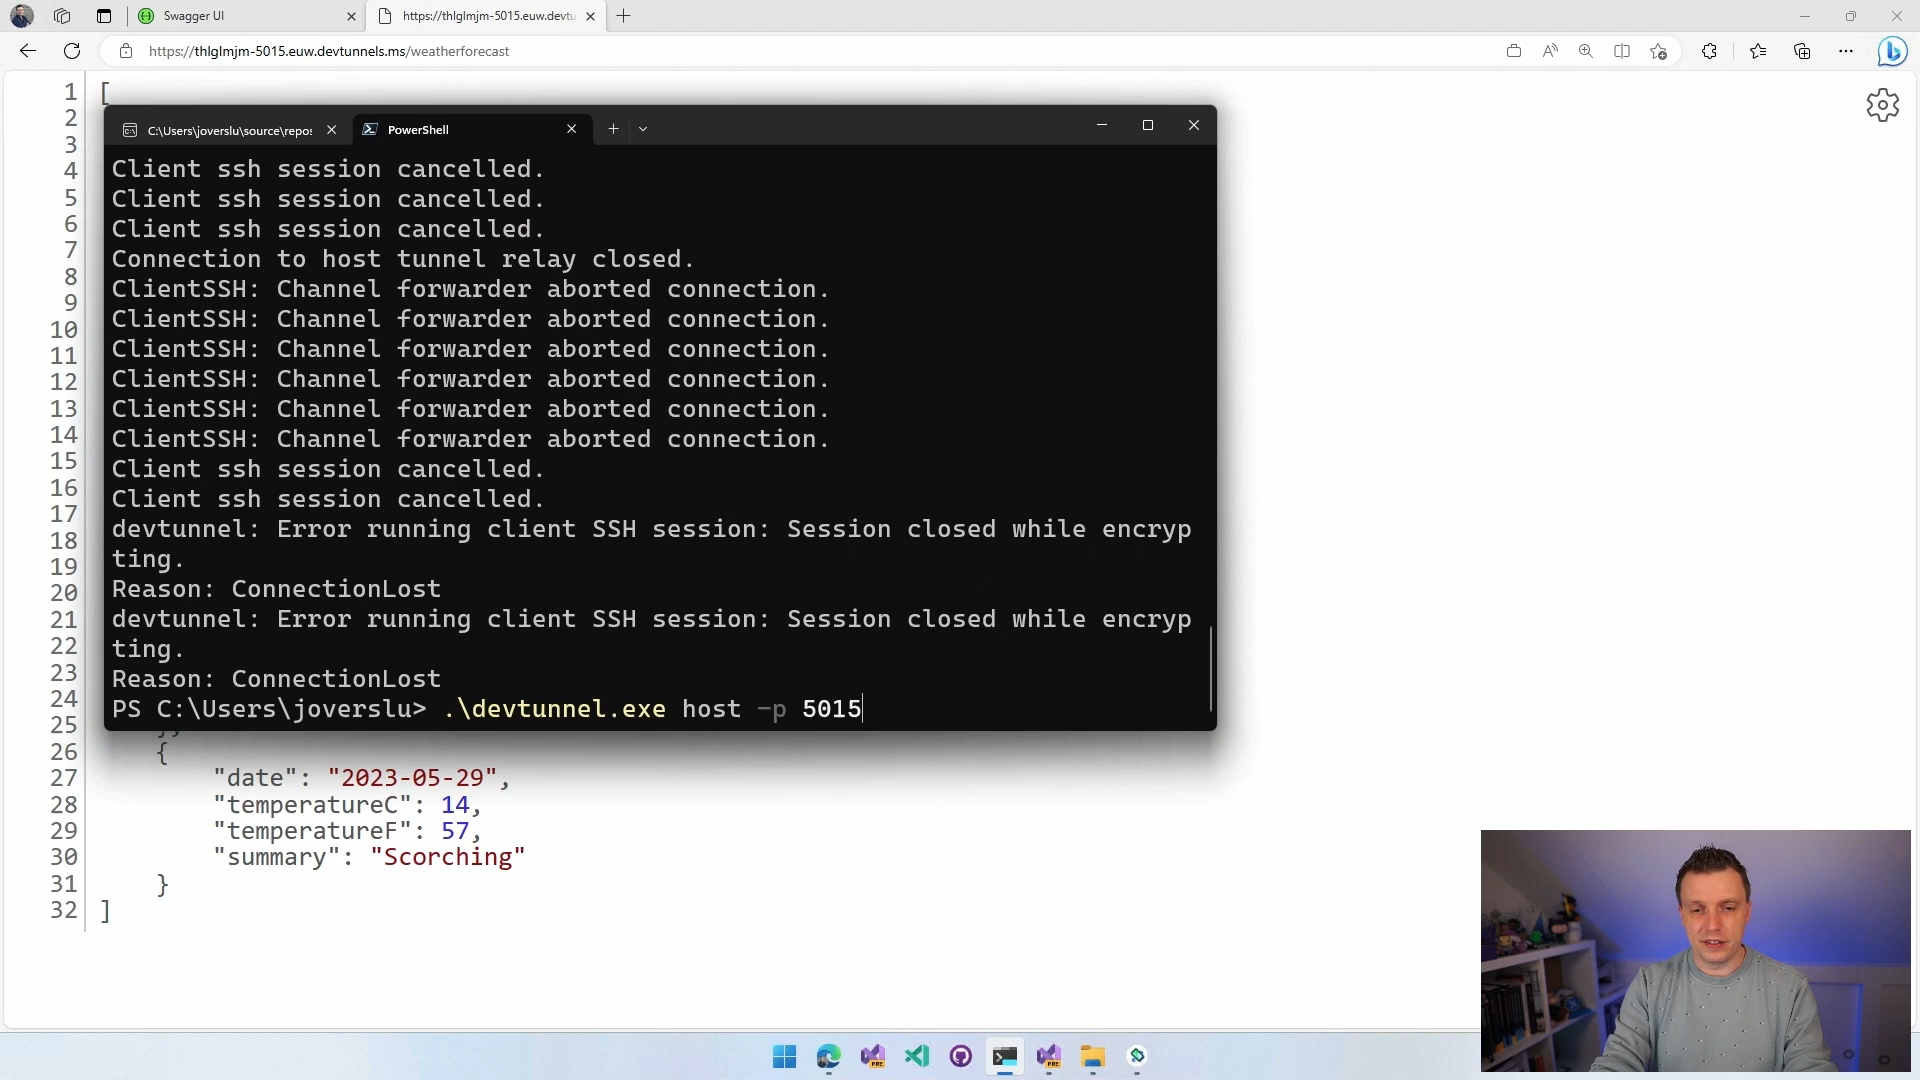 Swagger UI
https://thlglmjm-5015.euw.devtu
https://thlglmjm-5015.euw.devtunnels.ms/weatherforecast
1 [
2
3
4
5
6
7
8
9
10
11
12
13
14
15
16
17
18
19
20
21
22
23
24
25 },
26 {
27 "date": "2023-05-29",
28 "temperatureC": 14,
29 "temperatureF": 57,
30 "summary": "Scorching"
31 }
32 ]
C:\Users\joverslu\source\repos
PowerShell
Client ssh session cancelled.
Client ssh session cancelled.
Client ssh session cancelled.
Connection to host tunnel relay closed.
ClientSSH: Channel forwarder aborted connection.
ClientSSH: Channel forwarder aborted connection.
ClientSSH: Channel forwarder aborted connection.
ClientSSH: Channel forwarder aborted connection.
ClientSSH: Channel forwarder aborted connection.
ClientSSH: Channel forwarder aborted connection.
Client ssh session cancelled.
Client ssh session cancelled.
devtunnel: Error running client SSH session: Session closed while encryp
ting.
Reason: ConnectionLost
devtunnel: Error running client SSH session: Session closed while encryp
ting.
Reason: ConnectionLost
PS C:\Users\joverslu> .\devtunnel.exe host -p 5015